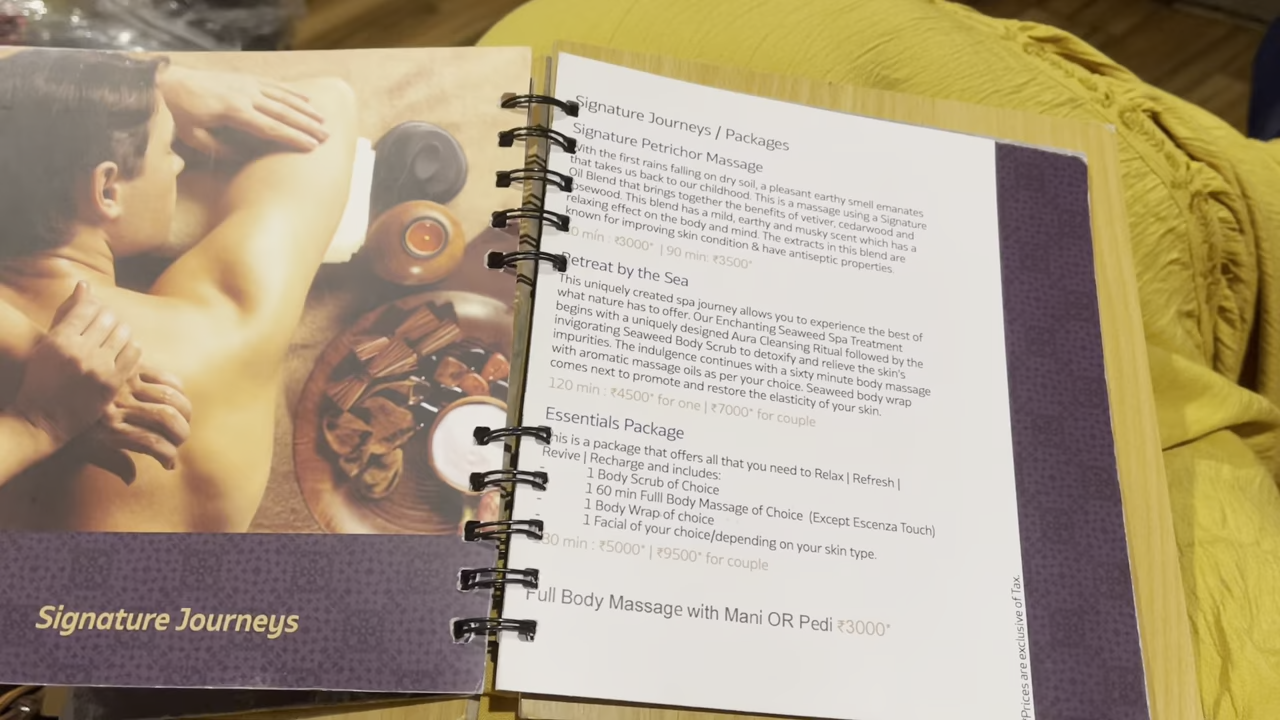 Signature Journeys
Signature Journeys / Packages
Signature Petrichor Massage
With the first rains falling on dry soil, a pleasant earthy smell emanates
that takes us back to our childhood. This is a massage using a Signature
Oil Blend that brings together the benefits of vetiver, cedarwood and
rosewood. This blend has a mild, earthy and musky scent which has a
relaxing effect on the body and mind. The extracts in this blend are
known for improving skin condition & have antiseptic properties.
min : ₹3000* | 90 min: ₹3500*
Retreat by the Sea
This uniquely created spa journey allows you to experience the best of
what nature has to offer. Our Enchanting Seaweed Spa Treatment
begins with a uniquely designed Aura Cleansing Ritual followed by the
invigorating Seaweed Body Scrub to detoxify and relieve the skin's
impurities. The indulgence continues with a sixty minute body massage
with aromatic massage oils as per your choice. Seaweed body wrap
comes next to promote and restore the elasticity of your skin.
120 min : ₹4500* for one | ₹7000* for couple
Essentials Package
This is a package that offers all that you need to Relax | Refresh |
Revive | Recharge and includes:
1 Body Scrub of Choice
1 60 min Fulll Body Massage of Choice (Except Escenza Touch)
1 Body Wrap of choice
1 Facial of your choice/depending on your skin type.
min : ₹5000* | ₹9500* for couple
Full Body Massage with Mani OR Pedi ₹3000*
*Prices are exclusive of Tax.